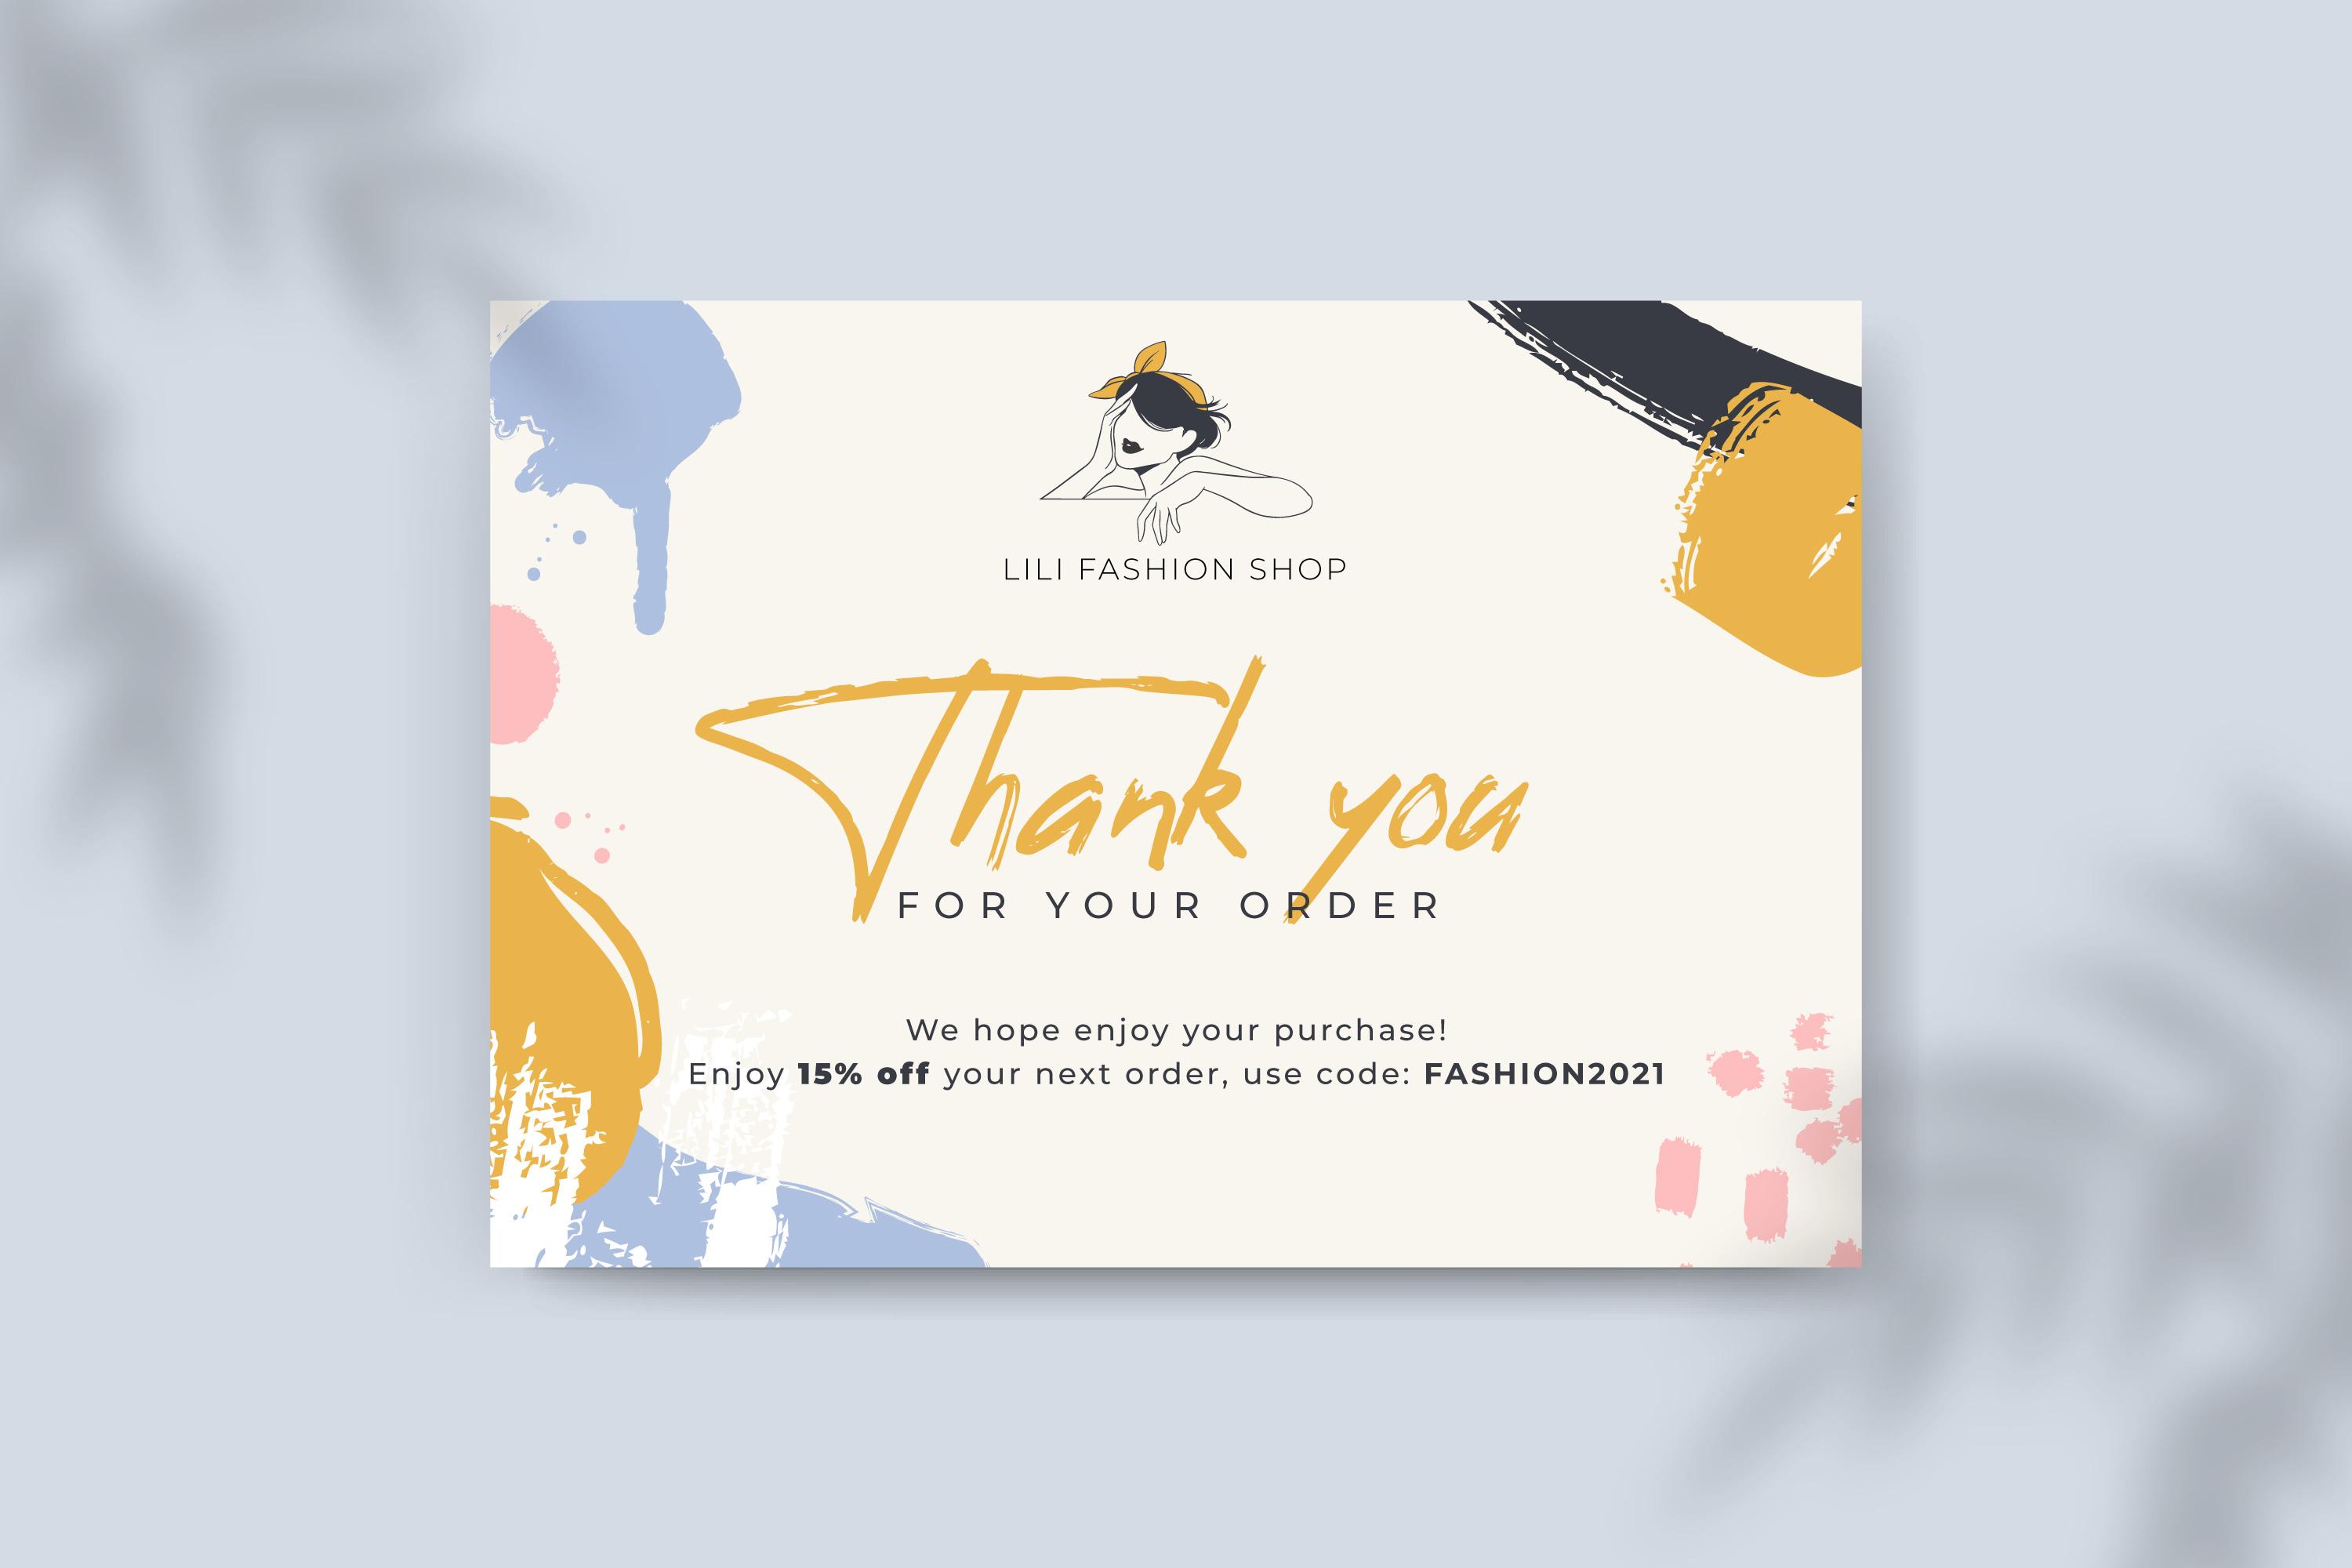 LILI FASHION SHOP
Thank you
FOR YOUR ORDER
We hope enjoy your purchase!
Enjoy 15% off your next order, use code: FASHION2021